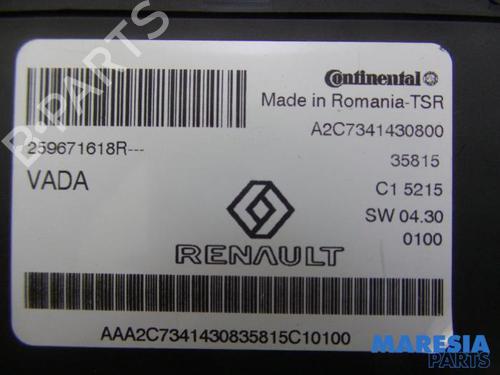 Continental
Made in Romania-TSR
A2C7341430800
259671618R---
35815
VADA
C1 5215
SW 04.30
0100
RENAULT
AAA2C7341430835815C10100
MARESIA
PARTS